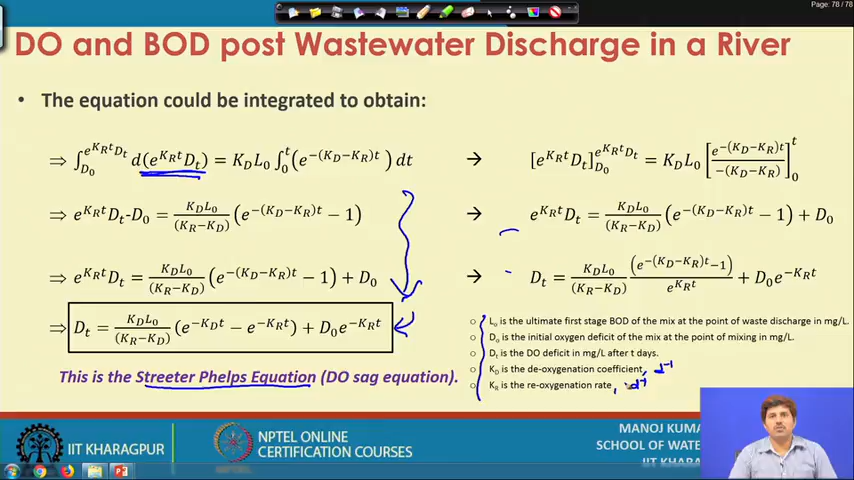 Page: 78 / 78
DO and BOD post Wastewater Discharge in a River
• The equation could be integrated to obtain:
⇒ ∫_{D₀}^{e^{K_R t}D_t} d(e^{K_R t}D_t) = K_D L₀ ∫₀^t (e^{−(K_D−K_R)t}) dt → [e^{K_R t}D_t]_{D₀}^{e^{K_R t}D_t} = K_D L₀ [e^{−(K_D−K_R)t} / −(K_D−K_R)]₀^t
⇒ e^{K_R t}D_t-D₀ = K_D L₀/(K_R−K_D) (e^{−(K_D−K_R)t} − 1) → e^{K_R t}D_t = K_D L₀/(K_R−K_D) (e^{−(K_D−K_R)t} − 1) + D₀
⇒ e^{K_R t}D_t = K_D L₀/(K_R−K_D) (e^{−(K_D−K_R)t} − 1) + D₀ → D_t = K_D L₀/(K_R−K_D) (e^{−(K_D−K_R)t}−1)/e^{K_R t} + D₀e^{−K_R t}
⇒ D_t = K_D L₀/(K_R−K_D) (e^{−K_D t} − e^{−K_R t}) + D₀e^{−K_R t}
This is the Streeter Phelps Equation (DO sag equation).
○ L₀ is the ultimate first stage BOD of the mix at the point of waste discharge in mg/L.
○ D₀ is the initial oxygen deficit of the mix at the point of mixing in mg/L.
○ D_t is the DO deficit in mg/L after t days.
○ K_D is the de-oxygenation coefficient, d⁻¹
○ K_R is the re-oxygenation rate, d⁻¹
IIT KHARAGPUR
NPTEL ONLINE
CERTIFICATION COURSES
MANOJ KUMA
SCHOOL OF WATE
IIT KHARA